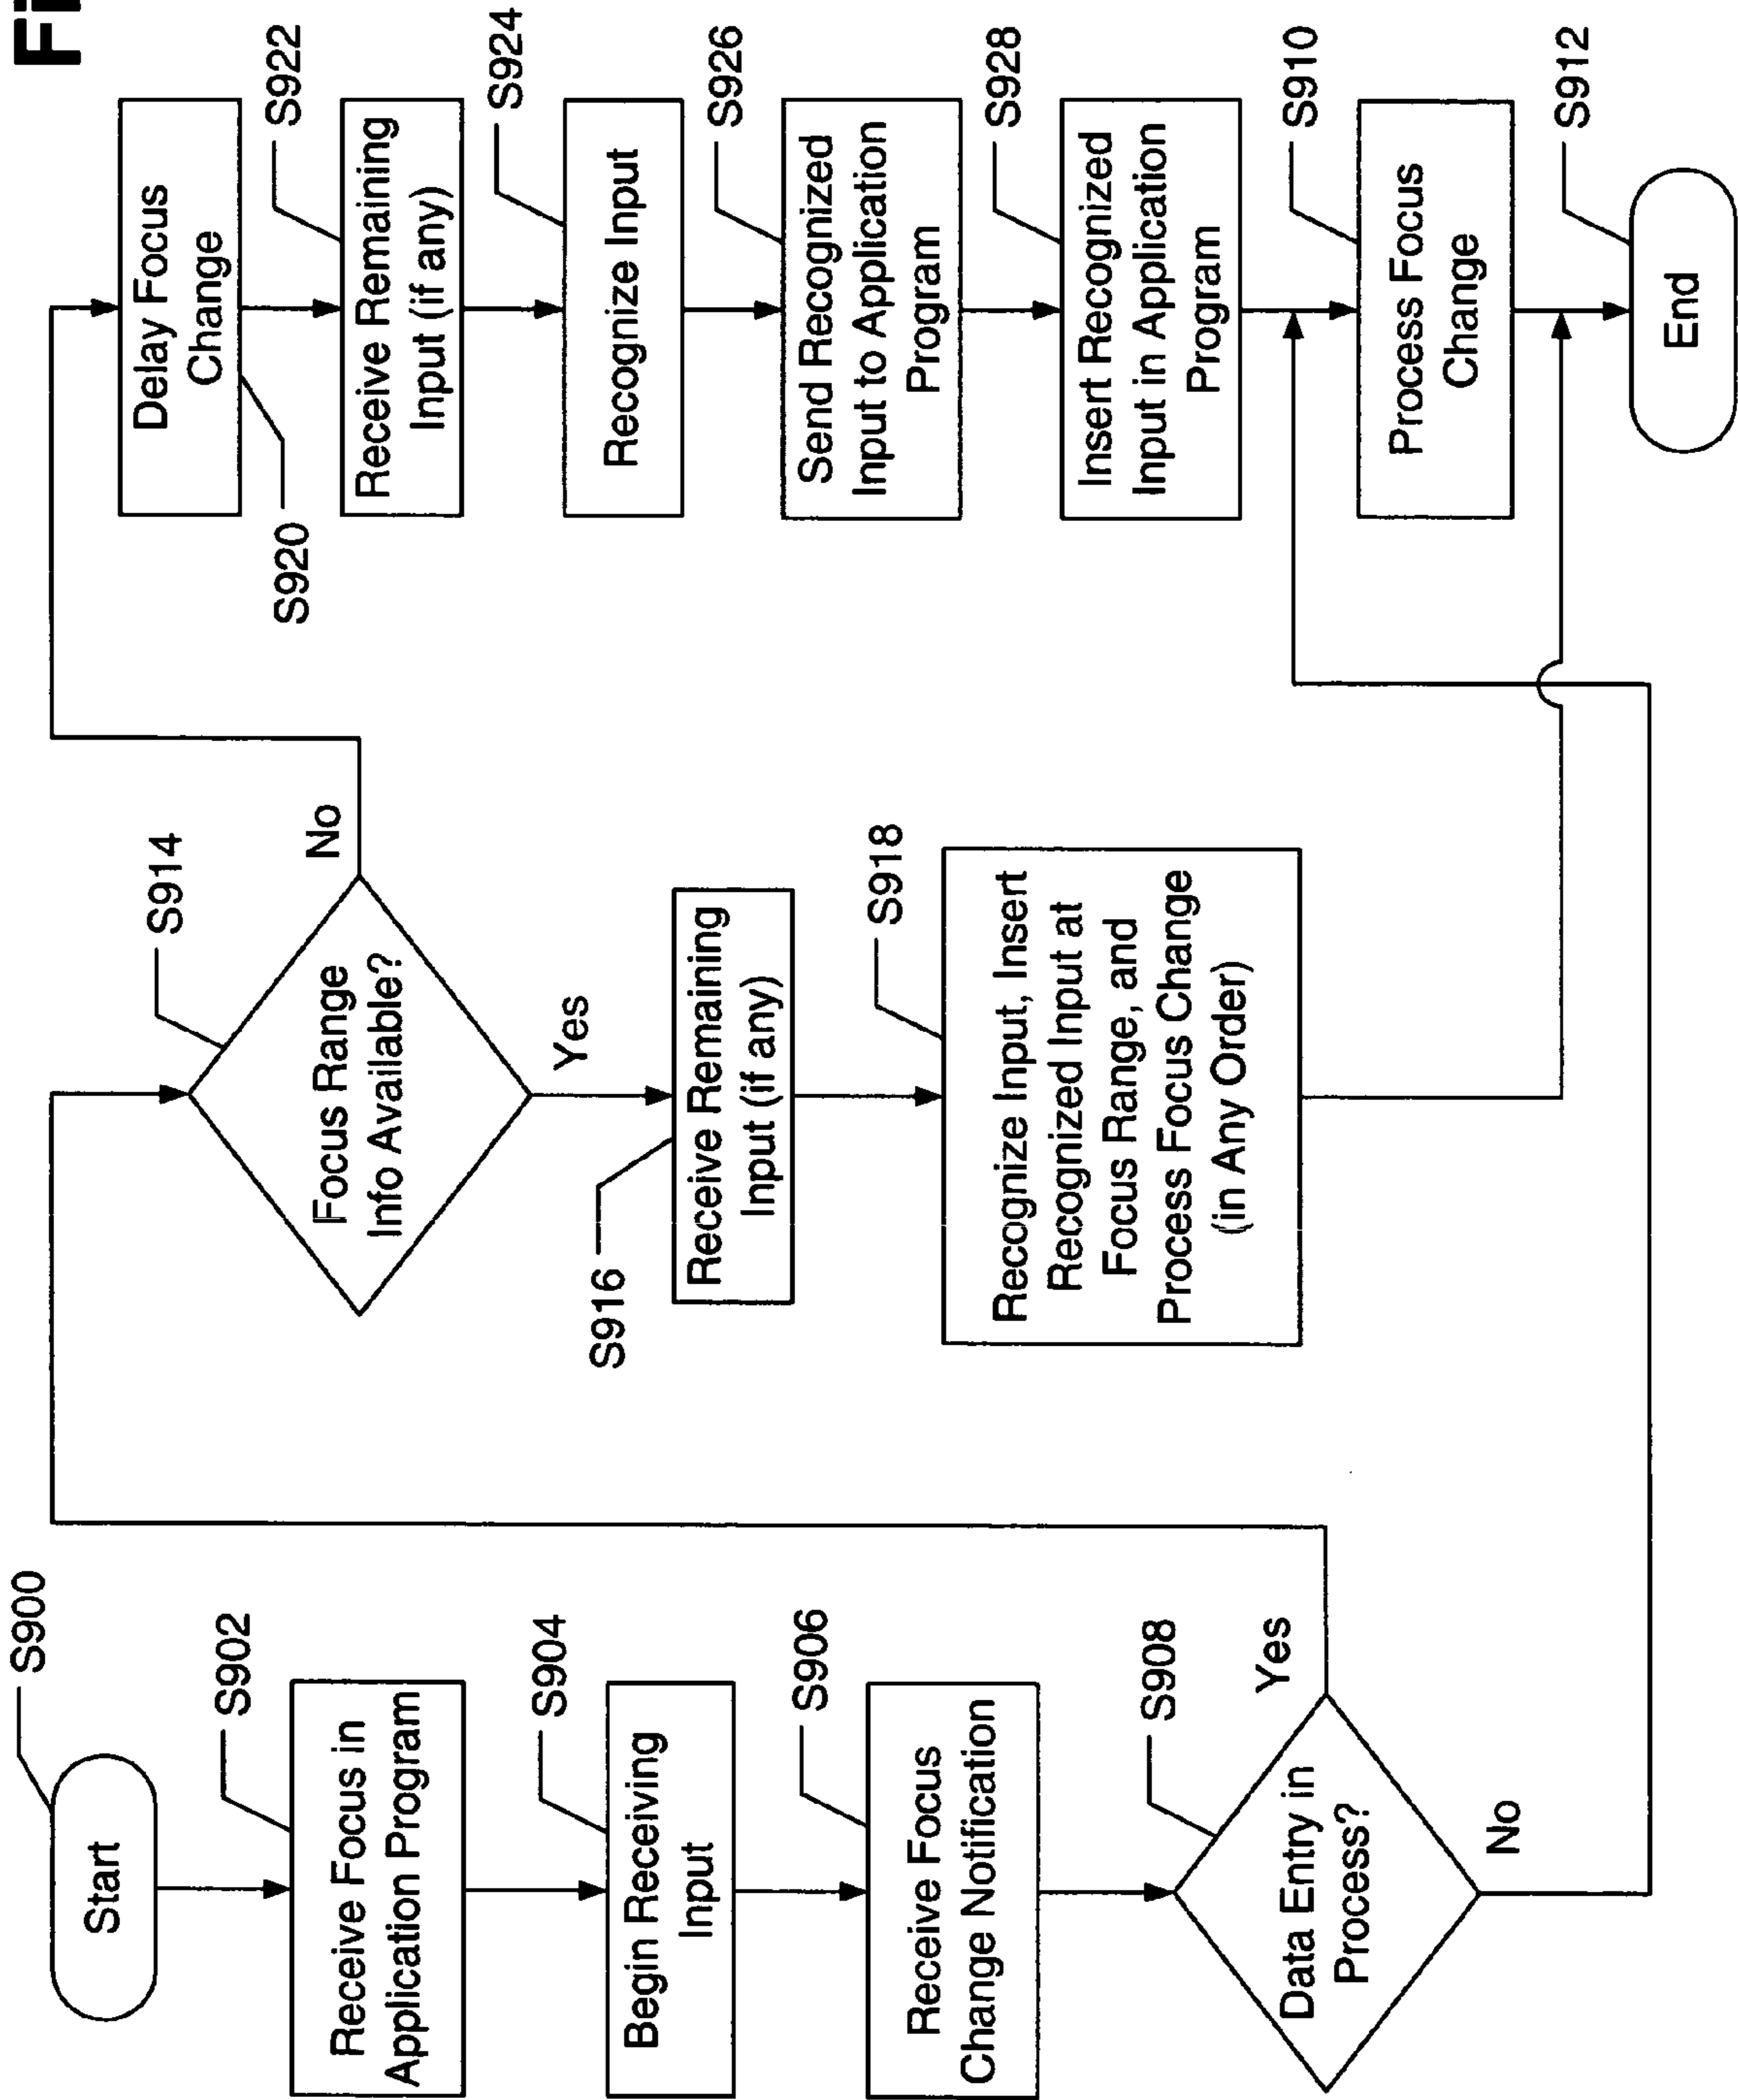 Fi
S900
Start
S902
Receive Focus in
Application Program
S904
Begin Receiving
Input
S906
Receive Focus
Change Notification
S908
Data Entry in
Process?
Yes
No
S914
Focus Range
Info Available?
No
Yes
S916
Receive Remaining
Input (if any)
S918
Recognize Input, Insert
Recognized Input at
Focus Range, and
Process Focus Change
(in Any Order)
Delay Focus
Change
S920
S922
Receive Remaining
Input (if any)
S924
Recognize Input
S926
Send Recognized
Input to Application
Program
S928
Insert Recognized
Input in Application
Program
S910
Process Focus
Change
S912
End